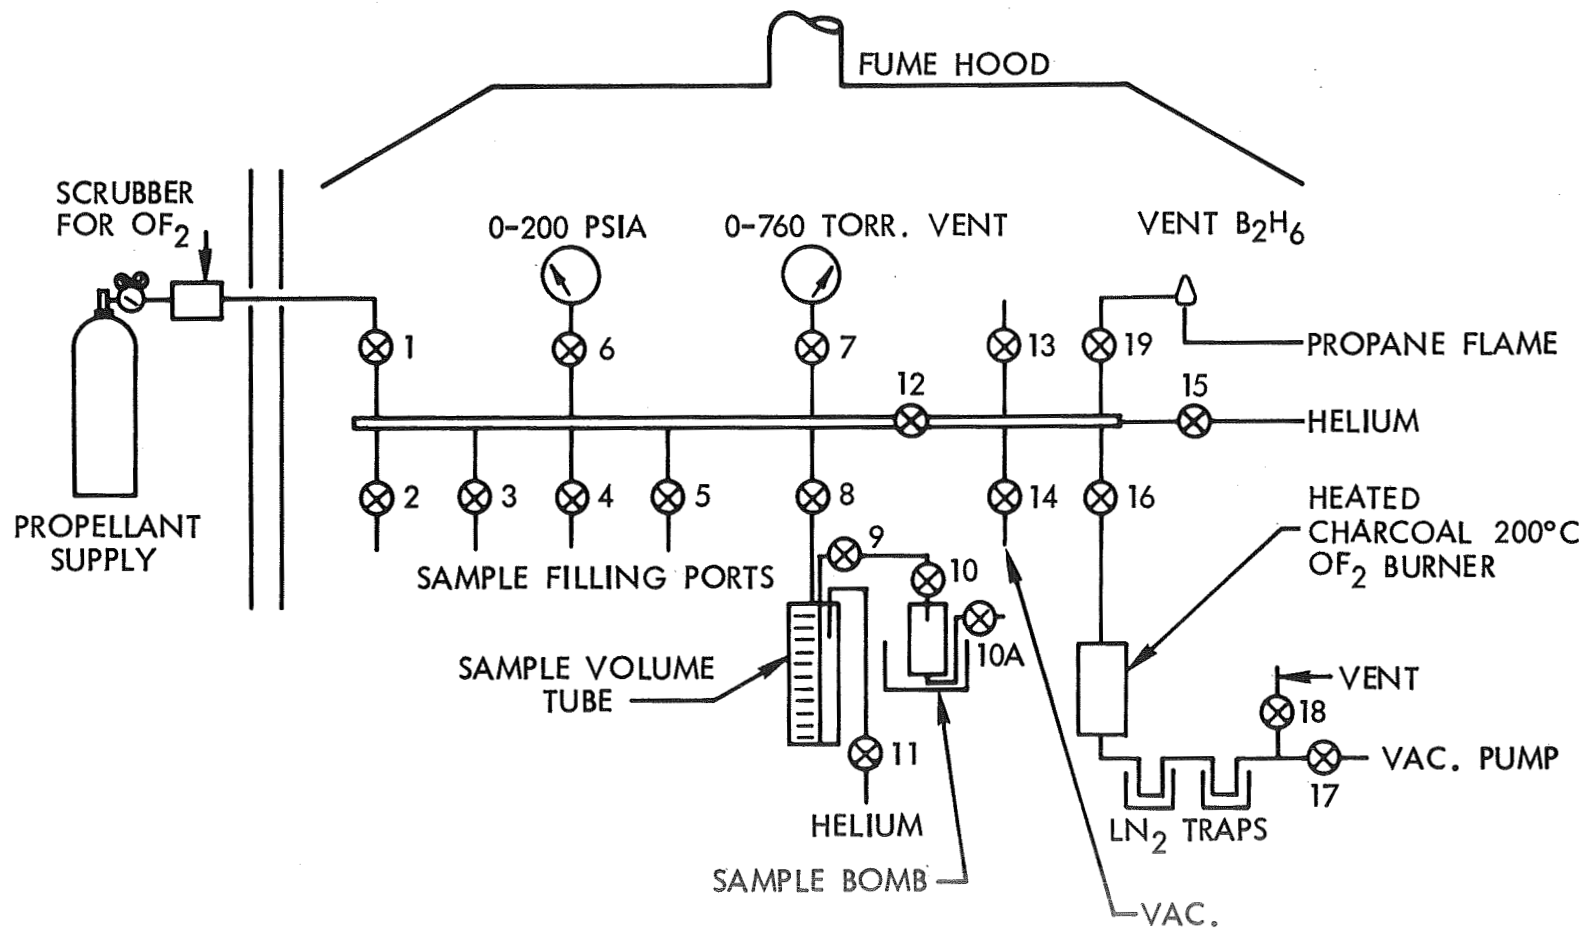 FUME HOOD
SCRUBBER
FOR OF2
0-200 PSIA
0-760 TORR. VENT
VENT B2H6
1
6
7
13
19
PROPANE FLAME
12
15
HELIUM
2
3
4
5
8
14
16
HEATED
CHARCOAL 200°C
OF2 BURNER
PROPELLANT
SUPPLY
SAMPLE FILLING PORTS
9
10
10A
SAMPLE VOLUME
TUBE
VENT
18
11
VAC. PUMP
17
HELIUM
LN2 TRAPS
SAMPLE BOMB
VAC.